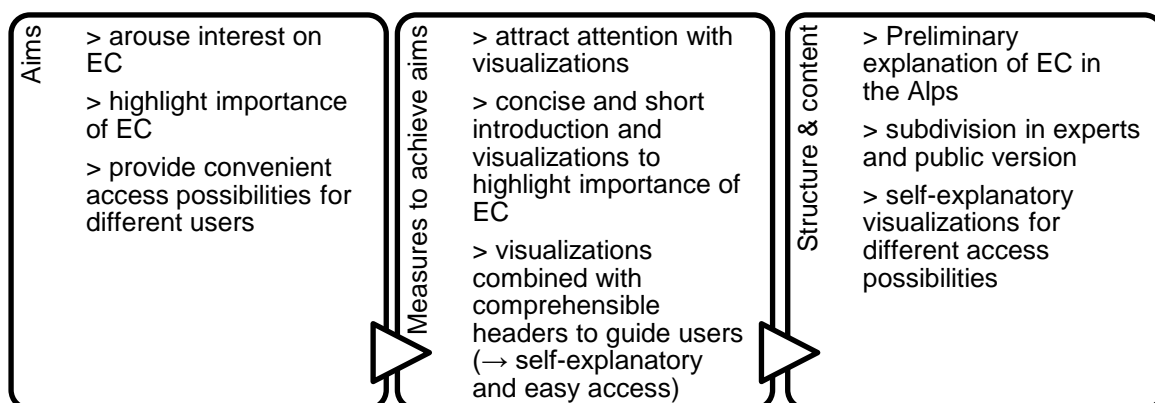 Aims
> arouse interest on
EC
> highlight importance
of EC
> provide convenient
access possibilities for
different users
Measures to achieve aims
> attract attention with
visualizations
> concise and short
introduction and
visualizations to
highlight importance of
EC
> visualizations
combined with
comprehensible
headers to guide users
(→ self-explanatory
and easy access)
Structure & content
> Preliminary
explanation of EC in
the Alps
> subdivision in experts
and public version
> self-explanatory
visualizations for
different access
possibilities